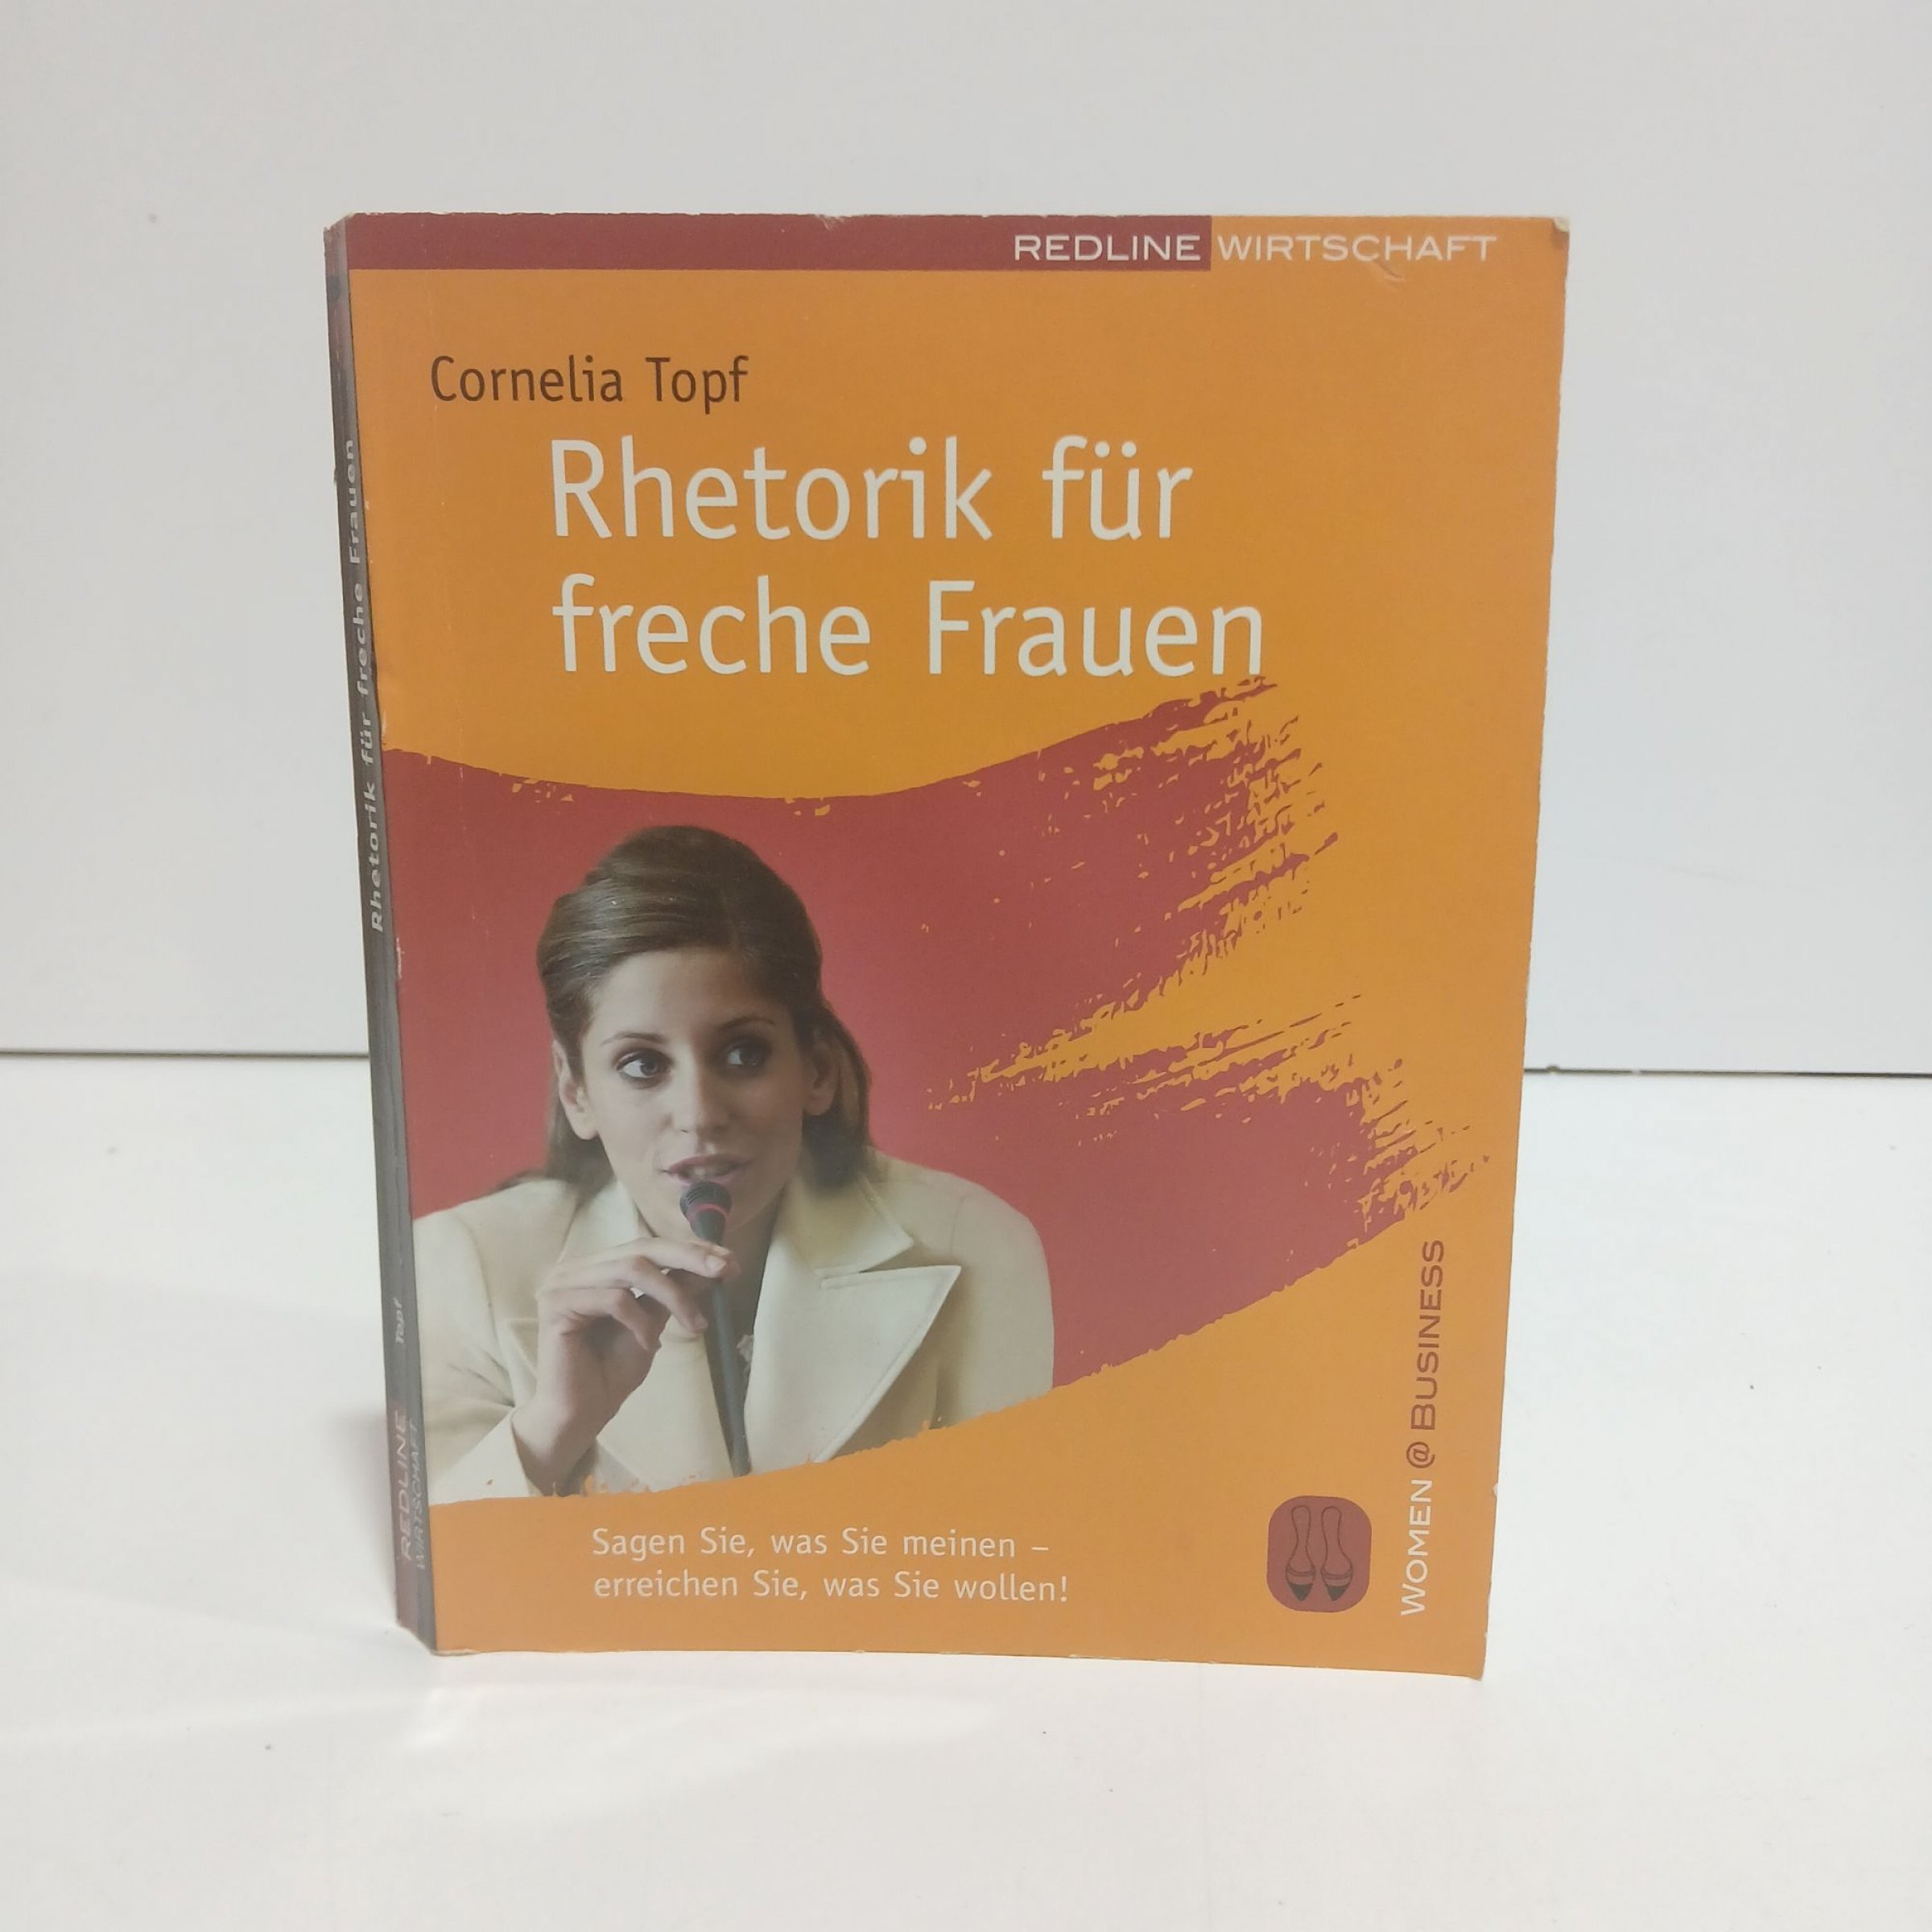 REDLINE WIRTSCHAFT
Cornelia Topf
Rhetorik für
freche Frauen
Sagen Sie, was Sie meinen –
erreichen Sie, was Sie wollen!
WOMEN@BUSINESS
Rhetorik für freche Frauen
Topf
REDLINE
WIRTSCHAFT